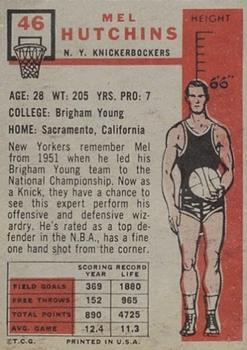 46
MEL
HUTCHINS
N. Y. KNICKERBOCKERS
HEIGHT
6'6"
AGE: 28 WT: 205 YRS. PRO: 7
COLLEGE: Brigham Young
HOME: Sacramento, California
New Yorkers remember Mel
from 1951 when he led his
Brigham Young team to the
National Championship. Now as
a Knick, they have a chance to
see this expert perform his
offensive and defensive wiz-
ardry. He's rated as a top de-
fender in the N.B.A., has a fine
one hand shot from the corner.
SCORING RECORD
YEAR LIFE
FIELD GOALS 369 1880
FREE THROWS 152 965
TOTAL POINTS 890 4725
AVG. GAME 12.4 11.3
©T.C.G. PRINTED IN U.S.A.